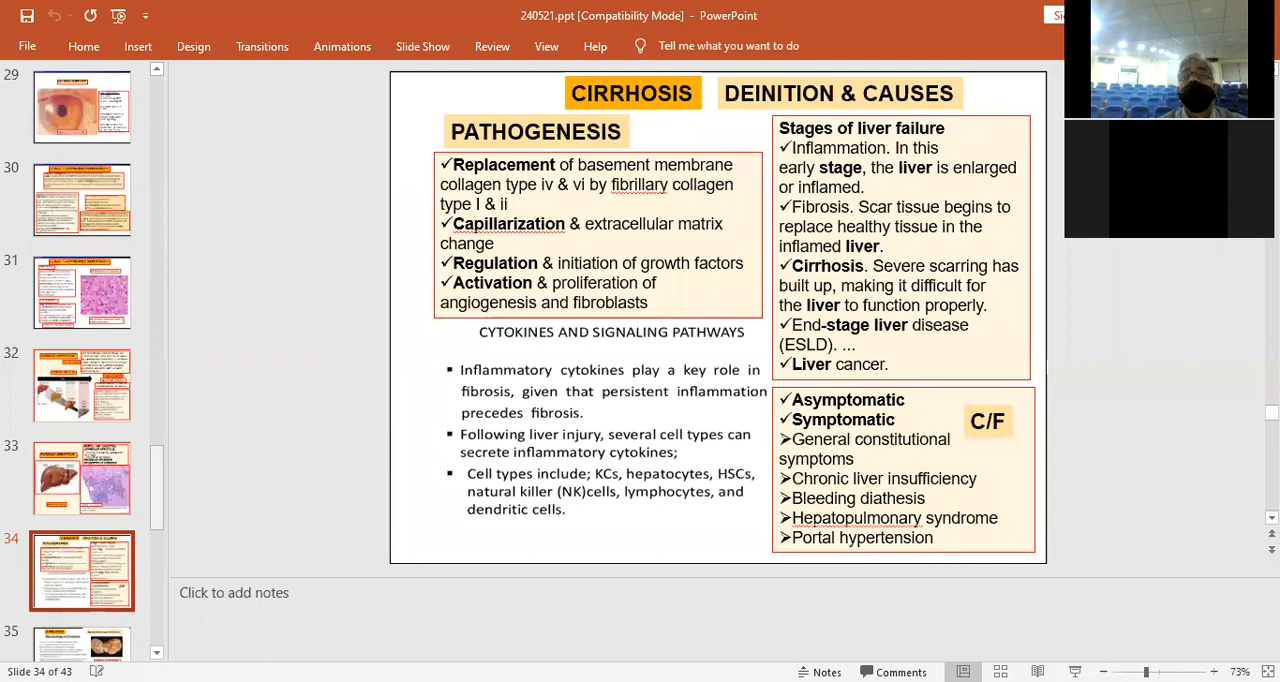 240521.ppt [Compatibility Mode] - PowerPoint
File Home Insert Design Transitions Animations Slide Show Review View Help Tell me what you want to do
29
30
31
32
33
34
35
CIRRHOSIS
DEINITION & CAUSES
PATHOGENESIS
✓Replacement of basement membrane
collagen type iv & vi by fibrillony collagen
type I & ii
✓Capillarization & extracellular matrix
change
✓Regulation & initiation of growth factors
✓Activation & proliferation of
angiogenesis and fibroblasts
CYTOKINES AND SIGNALING PATHWAYS
▪ Inflammatory cytokines play a key role in
fibrosis, given that persistent inflammation
precedes fibrosis.
▪ Following liver injury, several cell types can
secrete inflammatory cytokines;
▪ Cell types include; KCs, hepatocytes, HSCs,
natural killer (NK)cells, lymphocytes, and
dendritic cells.
Stages of liver failure
✓Inflammation. In this
early stage, the liver is enlarged
or inflamed.
✓Fibrosis. Scar tissue begins to
replace healthy tissue in the
inflamed liver.
✓Cirrhosis. Severe scarring has
built up, making it difficult for
the liver to function properly.
✓End-stage liver disease
(ESLD). ...
✓Liver cancer.
C/F
✓Asymptomatic
✓Symptomatic
➢General constitutional
symptoms
➢Chronic liver insufficiency
➢Bleeding diathesis
➢Heptatopulmonary syndrome
➢Portal hypertension
Click to add notes
Slide 34 of 43
Notes Comments 73%